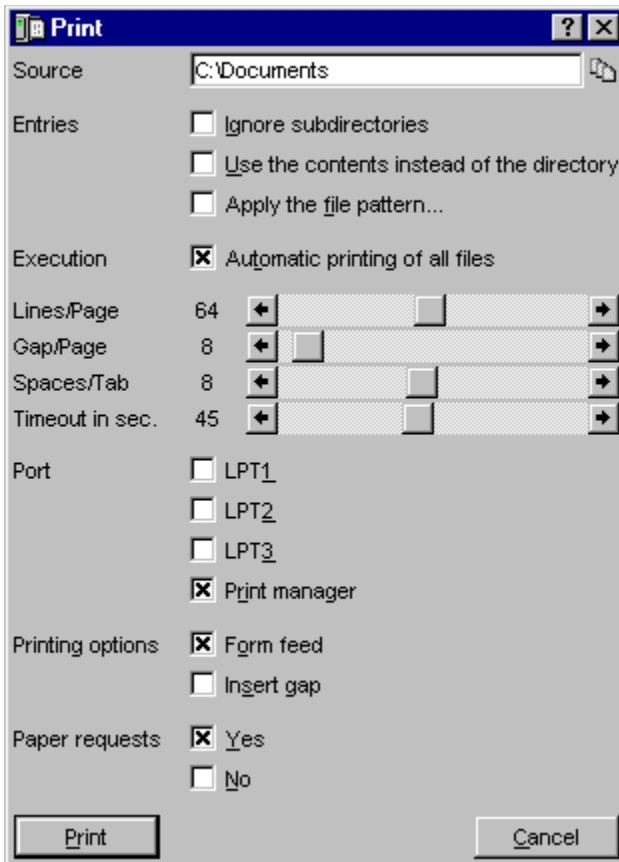 Print
Source C:\Documents
Entries Ignore subdirectories
Use the contents instead of the directory
Apply the file pattern...
Execution Automatic printing of all files
Lines/Page 64
Gap/Page 8
Spaces/Tab 8
Timeout in sec. 45
Port LPT1
LPT2
LPT3
Print manager
Printing options Form feed
Insert gap
Paper requests Yes
No
Print Cancel